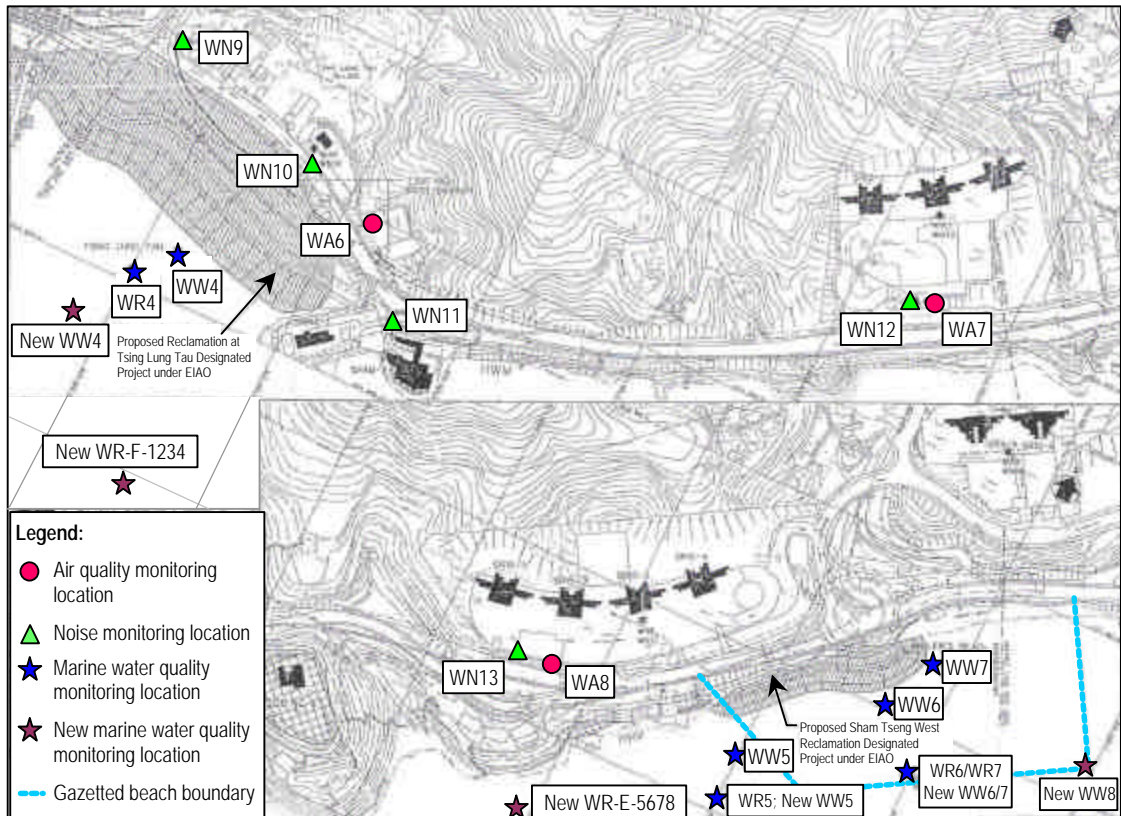 WN9
WN10
WA6
WW4
WR4
New WW4
Proposed Reclamation at
Tsing Lung Tau Designated
Project under EIAO
WN11
WN12
WA7
New WR-F-1234
Legend:
Air quality monitoring
location
Noise monitoring location
Marine water quality
monitoring location
New marine water quality
monitoring location
Gazetted beach boundary
WN13
WA8
WW7
WW6
Proposed Sham Tseng West
Reclamation Designated
Project under EIAO
WW5
WR6/WR7
New WW6/7
New WW8
WR5; New WW5
New WR-E-5678